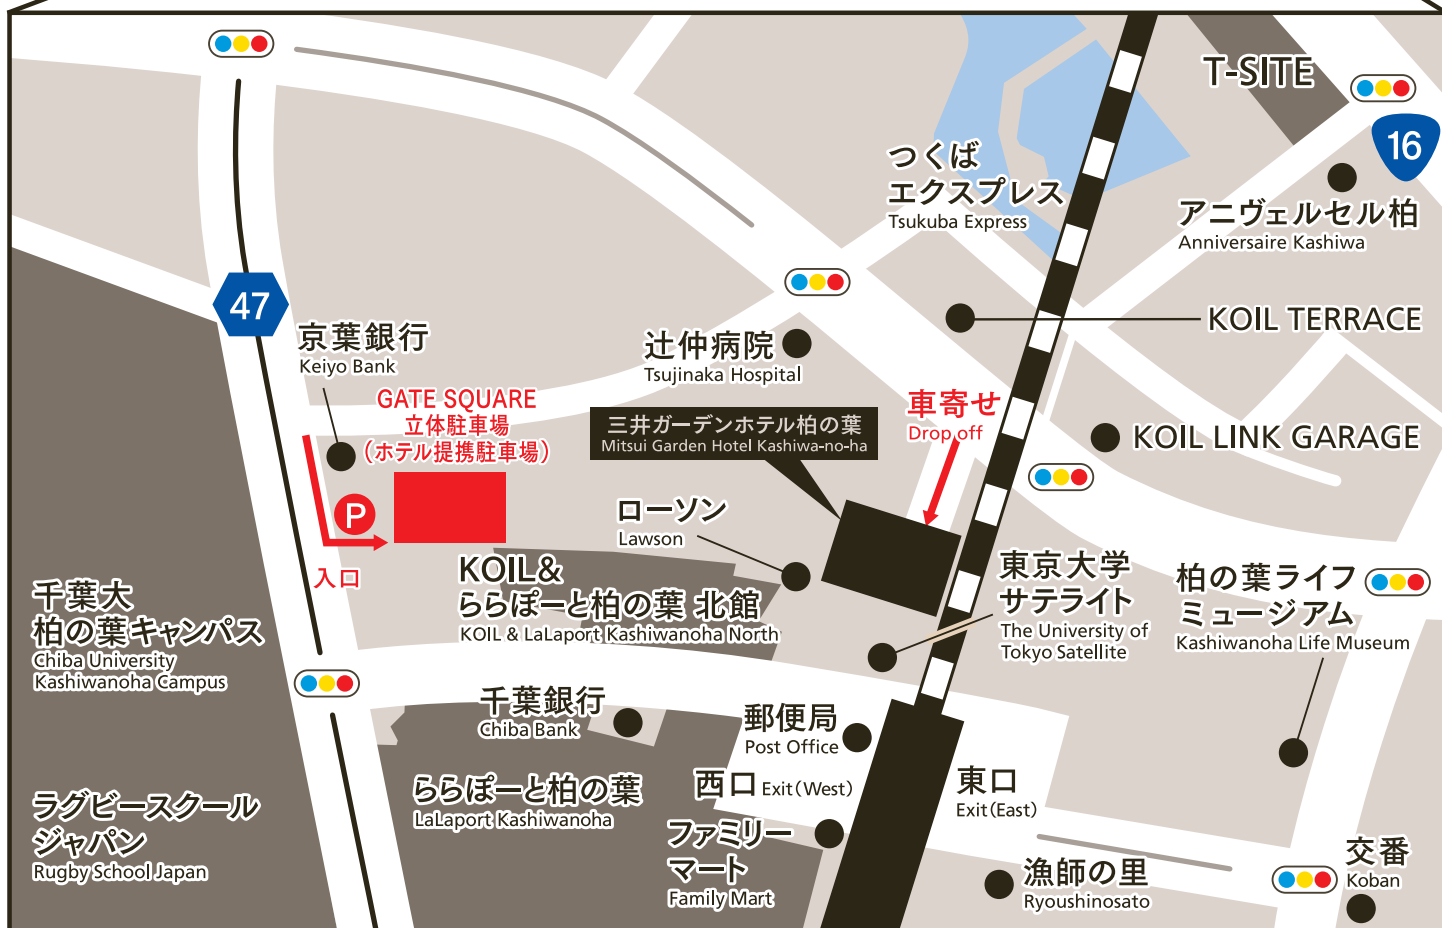 T-SITE
16
つくば
エクスプレス
Tsukuba Express
アニヴェルセル柏
Anniversaire Kashiwa
47
京葉銀行
Keiyo Bank
辻仲病院
Tsujinaka Hospital
KOIL TERRACE
GATE SQUARE
立体駐車場
(ホテル提携駐車場)
三井ガーデンホテル柏の葉
Mitsui Garden Hotel Kashiwa-no-ha
車寄せ
Drop off
KOIL LINK GARAGE
P
入口
ローソン
Lawson
KOIL&
ららぽーと柏の葉 北館
KOIL & LaLaport Kashiwanoha North
東京大学
サテライト
The University of
Tokyo Satellite
柏の葉ライフ
ミュージアム
Kashiwanoha Life Museum
千葉大
柏の葉キャンパス
Chiba University
Kashiwanoha Campus
千葉銀行
Chiba Bank
郵便局
Post Office
西口 Exit(West)
東口
Exit(East)
ららぽーと柏の葉
LaLaport Kashiwanoha
ラグビースクール
ジャパン
Rugby School Japan
ファミリー
マート
Family Mart
漁師の里
Ryoushinosato
交番
Koban